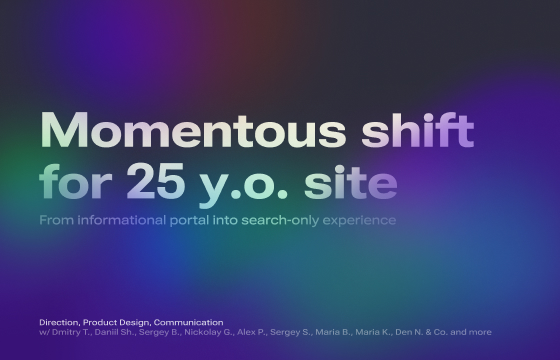 Momentous shift
for 25 y.o. site
From informational portal into search-only experience
Direction, Product Design, Communication
w/ Dmitry T., Daniil Sh., Sergey B., Nickolay G., Alex P., Sergey S., Maria B., Maria K., Den N. & Co. and more